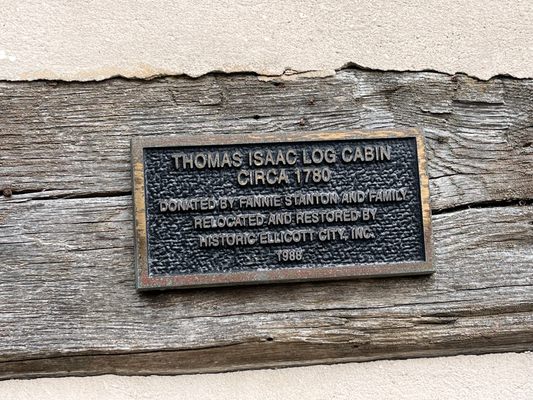 THOMAS ISAAC LOG CABIN
CIRCA 1780
DONATED BY FANNIE STANTON AND FAMILY,
RELOCATED AND RESTORED BY
HISTORIC ELLICOTT CITY, INC.
1988